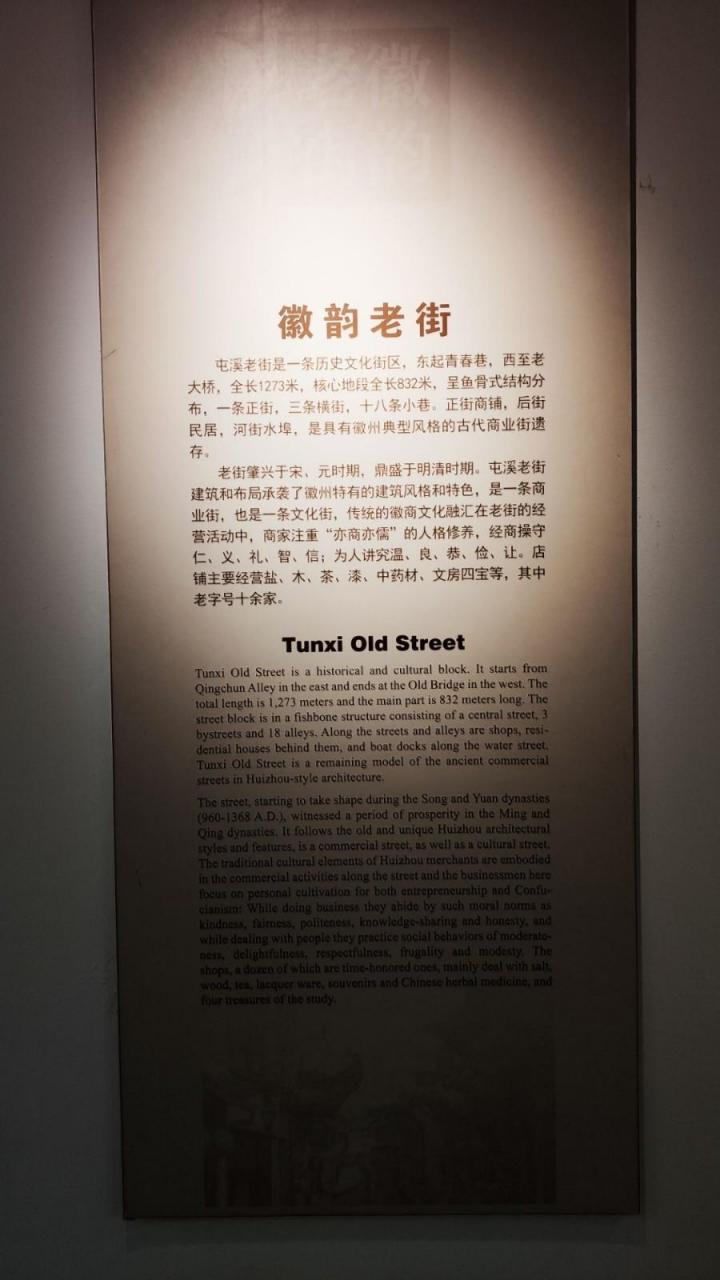 徽韵老街
屯溪老街是一条历史文化街区，东起青春巷，西至老
大桥，全长1273米，核心地段全长832米，呈鱼骨式结构分
布，一条正街，三条横街，十八条小巷。正街商铺，后街
民居，河街水埠，是具有徽州典型风格的古代商业街遗
存。
老街肇兴于宋、元时期，鼎盛于明清时期。屯溪老街
建筑和布局承袭了徽州特有的建筑风格和特色，是一条商
业街，也是一条文化街，传统的徽商文化融汇在老街的经
营活动中，商家注重“亦商亦儒”的人格修养，经商操守
仁、义、礼、智、信；为人讲究温、良、恭、俭、让。店
铺主要经营盐、木、茶、漆、中药材、文房四宝等，其中
老字号十余家。
Tunxi Old Street
Tunxi Old Street is a historical and cultural block. It starts from
Qingchun Alley in the east and ends at the Old Bridge in the west. The
total length is 1,273 meters and the main part is 832 meters long. The
street block is in a fishbone structure consisting of a central street, 3
bystreets and 18 alleys. Along the streets and alleys are shops, resi-
dential houses behind them, and boat docks along the water street.
Tunxi Old Street is a remaining model of the ancient commercial
streets in Huizhou-style architecture.
The street, starting to take shape during the Song and Yuan dynasties
(960-1368 A.D.), witnessed a period of prosperity in the Ming and
Qing dynasties. It follows the old and unique Huizhou architectural
styles and features, is a commercial street, as well as a cultural street.
The traditional cultural elements of Huizhou merchants are embodied
in the commercial activities along the street and the businessmen here
focus on personal cultivation for both entrepreneurship and Confu-
cianism: While doing business they abide by such moral norms as
kindness, fairness, politeness, knowledge-sharing and honesty, and
while dealing with people they practice social behaviors of moderate-
ness, delightfulness, respectfulness, frugality and modesty. The
shops, a dozen of which are time-honored ones, mainly deal with salt,
wood, tea, lacquer ware, souvenirs and Chinese herbal medicine, and
four treasures of the study.